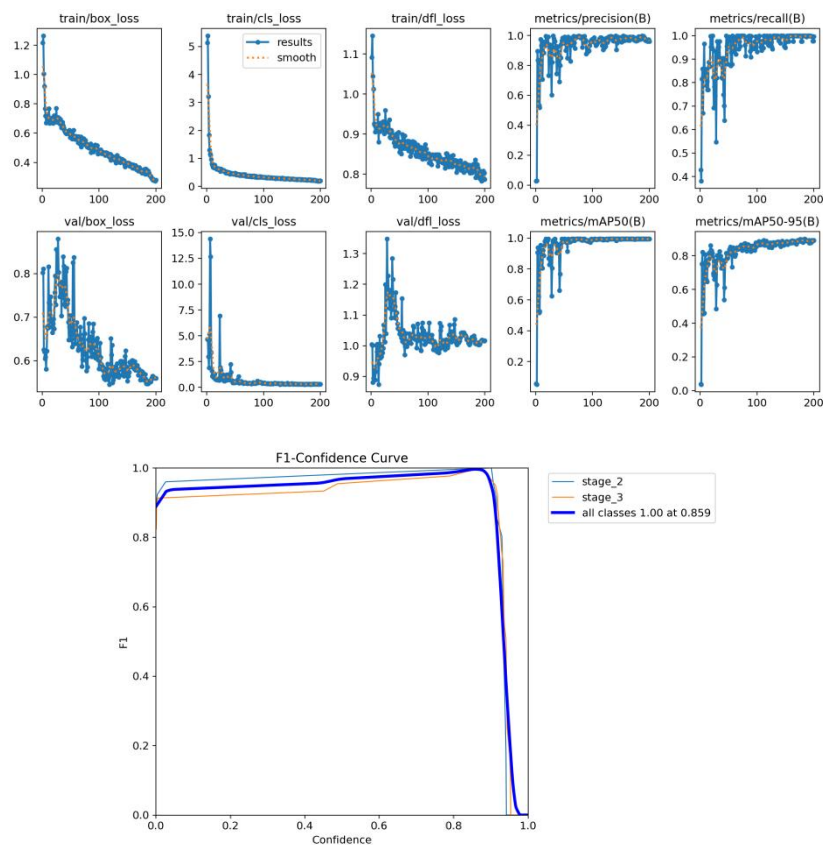 train/box_loss
train/cls_loss
train/dfl_loss
metrics/precision(B)
metrics/recall(B)
1.2
1.0
0.8
0.6
0.4
0 100 200
5
4
3
2
1
0
results
smooth
0 100 200
1.1
1.0
0.9
0.8
0 100 200
1.0
0.8
0.6
0.4
0.2
0.0
0 100 200
1.0
0.9
0.8
0.7
0.6
0.5
0.4
0 100 200
val/box_loss
val/cls_loss
val/dfl_loss
metrics/mAP50(B)
metrics/mAP50-95(B)
0.8
0.7
0.6
0 100 200
15.0
12.5
10.0
7.5
5.0
2.5
0.0
0 100 200
1.3
1.2
1.1
1.0
0.9
0 100 200
1.0
0.8
0.6
0.4
0.2
0 100 200
0.8
0.6
0.4
0.2
0.0
0 100 200
F1-Confidence Curve
1.0
0.8
0.6
0.4
0.2
0.0
F1
0.0 0.2 0.4 0.6 0.8 1.0
Confidence
stage_2
stage_3
all classes 1.00 at 0.859